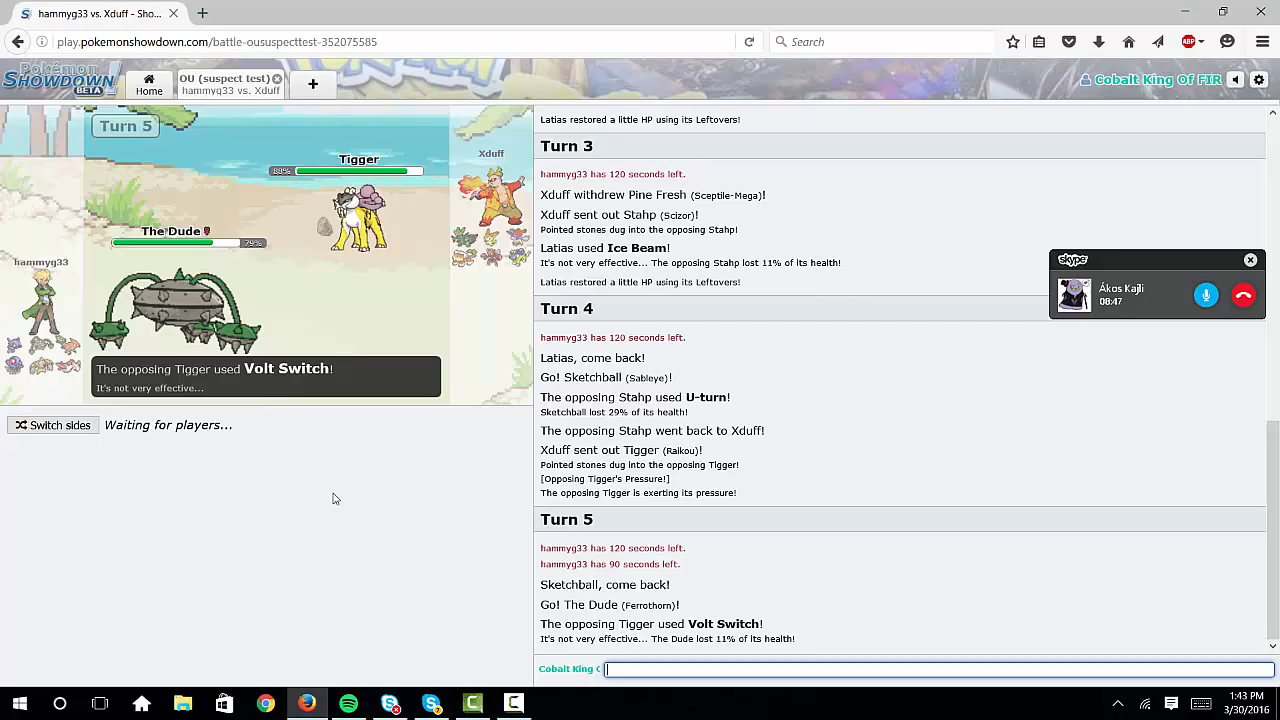 hammyg33 vs. Xduff - Sho...
play.pokemonshowdown.com/battle-oususpecttest-352075585
Search
ABP
Pokémon
SHOWDOWN!
BETA
Home
OU (suspect test)
hammyg33 vs. Xduff
Cobalt King Of FIR
Turn 5
Tigger
88%
Xduff
The Dude
79%
hammyg33
The opposing Tigger used Volt Switch!
It's not very effective...
Switch sides
Waiting for players...
Latias restored a little HP using its Leftovers!
Turn 3
hammyg33 has 120 seconds left.
Xduff withdrew Pine Fresh (Sceptile-Mega)!
Xduff sent out Stahp (Scizor)!
Pointed stones dug into the opposing Stahp!
Latias used Ice Beam!
It's not very effective... The opposing Stahp lost 11% of its health!
Latias restored a little HP using its Leftovers!
Turn 4
hammyg33 has 120 seconds left.
Latias, come back!
Go! Sketchball (Sableye)!
The opposing Stahp used U-turn!
Sketchball lost 29% of its health!
The opposing Stahp went back to Xduff!
Xduff sent out Tigger (Raikou)!
Pointed stones dug into the opposing Tigger!
[Opposing Tigger's Pressure!]
The opposing Tigger is exerting its pressure!
Turn 5
hammyg33 has 120 seconds left.
hammyg33 has 90 seconds left.
Sketchball, come back!
Go! The Dude (Ferrothorn)!
The opposing Tigger used Volt Switch!
It's not very effective... The Dude lost 11% of its health!
Cobalt King O
skype
Ákos Kajli
08:47
1:43 PM
3/30/2016